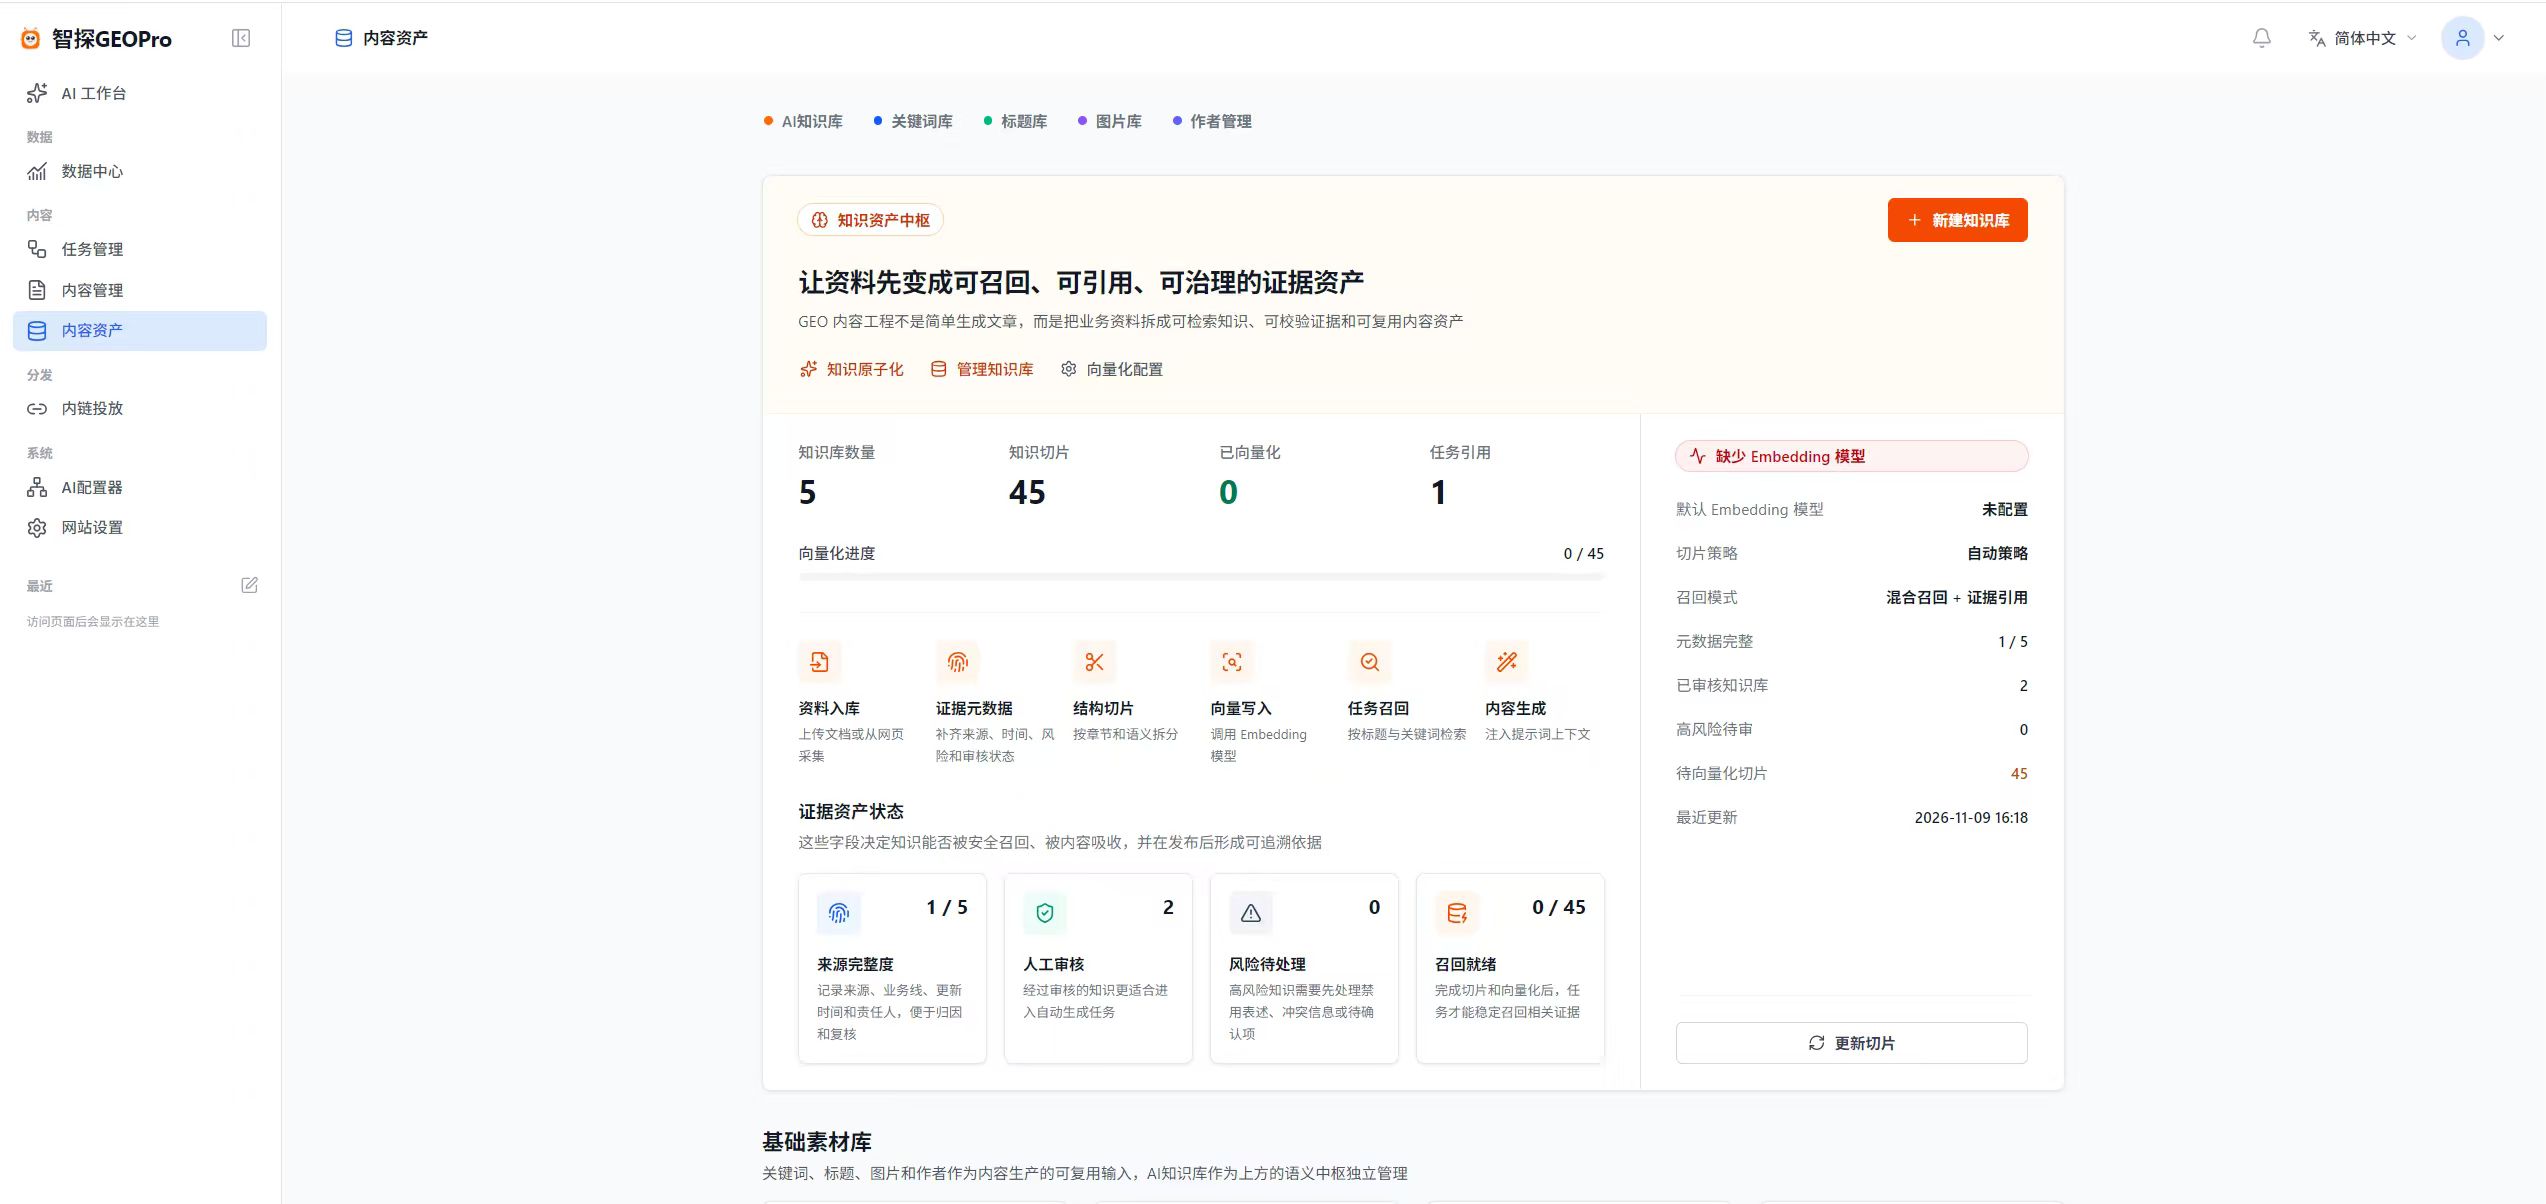 智探GEOPro
AI 工作台
数据
数据中心
内容
任务管理
内容管理
内容资产
分发
内链投放
系统
AI配置器
网站设置
最近
访问页面后会显示在这里
内容资产
简体中文
AI知识库
关键词库
标题库
图片库
作者管理
知识资产中枢
新建知识库
让资料先变成可召回、可引用、可治理的证据资产
GEO 内容工程不是简单生成文章，而是把业务资料拆成可检索知识、可校验证据和可复用内容资产
知识原子化
管理知识库
向量化配置
知识库数量
5
知识切片
45
已向量化
0
任务引用
1
向量化进度
0 / 45
资料入库
上传文档或从网页
采集
证据元数据
补齐来源、时间、风
险和审核状态
结构切片
按章节和语义拆分
向量写入
调用 Embedding
模型
任务召回
按标题与关键词检索
内容生成
注入提示词上下文
证据资产状态
这些字段决定知识能否被安全召回、被内容吸收，并在发布后形成可追溯依据
1 / 5
来源完整度
记录来源、业务线、更新
时间和责任人，便于归因
和复核
2
人工审核
经过审核的知识更适合进
入自动生成任务
0
风险待处理
高风险知识需要先处理禁
用表述、冲突信息或待确
认项
0 / 45
召回就绪
完成切片和向量化后，任
务才能稳定召回相关证据
缺少 Embedding 模型
默认 Embedding 模型
未配置
切片策略
自动策略
召回模式
混合召回 + 证据引用
元数据完整
1 / 5
已审核知识库
2
高风险待审
0
待向量化切片
45
最近更新
2026-11-09 16:18
更新切片
基础素材库
关键词、标题、图片和作者作为内容生产的可复用输入，AI知识库作为上方的语义中枢独立管理